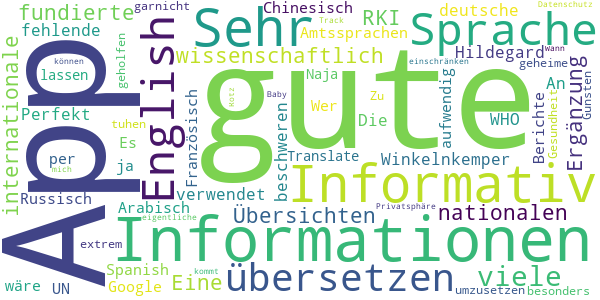 garnicht
Chinesisch
Track
Datenschutz
fundierte
Sehr
RKI
deutsche
Sprache
fehlende
Amtssprachen
App
können
lassen
geholfen
English
wissenschaftlich
einschränken
Wann
Hildegard
geheime
internationale
gute
Naja
Zu
An
Perfekt
tuhen
Kotz
Baby
Wer
aufwendig
WHO
Berichte
Gesundheit
Gunsten
Ergänzung
Es
Die
per
ja
Französisch
beschweren
Translate
Winkelnkemper
mich
Russisch
verwendet
Informativ
Arabisch
Übersichten
Privatsphäre
nationalen
eigentliche
extrem
Informationen
Spanish
kommt
wäre
UN
Google
Eine
übersetzen
viele
umzusetzen
besonders